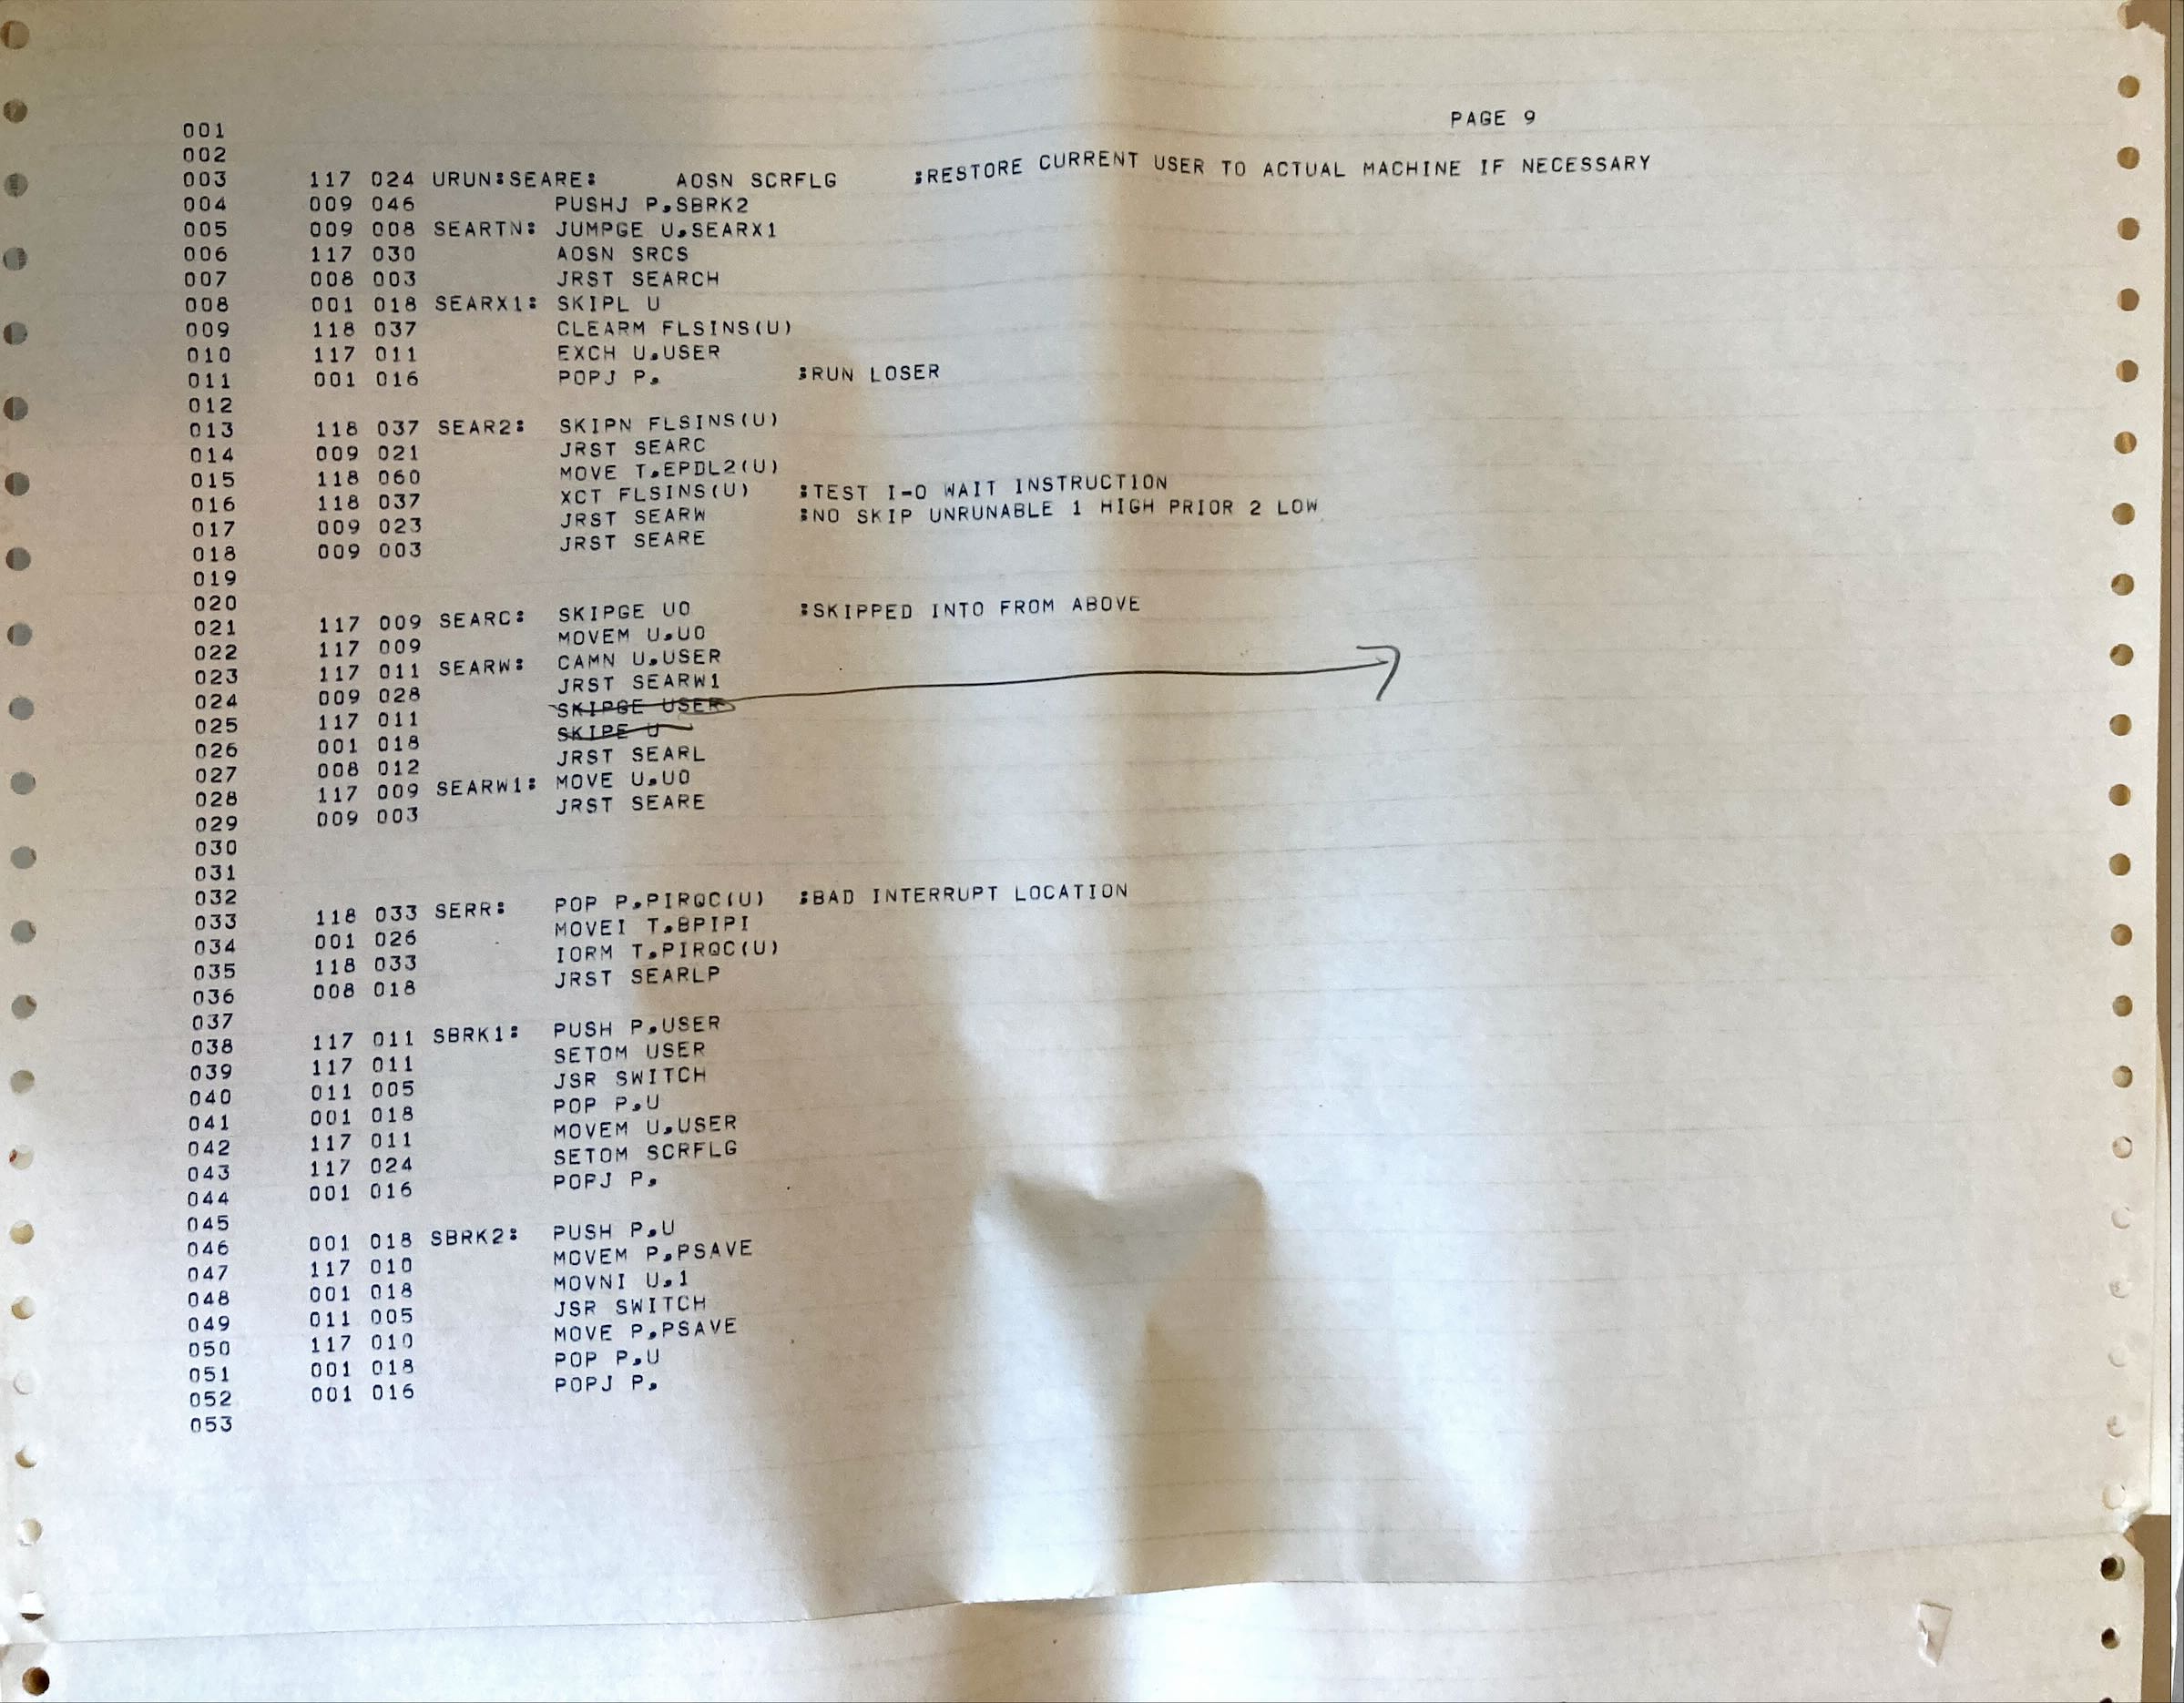 PAGE 9
001
002
003 117 024 URUN:SEARE: AOSN SCRFLG ;RESTORE CURRENT USER TO ACTUAL MACHINE IF NECESSARY
004 009 046 PUSHJ P,SBRK2
005 009 008 SEARTN: JUMPGE U,SEARX1
006 117 030 AOSN SRCS
007 008 003 JRST SEARCH
008 001 018 SEARX1: SKIPL U
009 118 037 CLEARM FLSINS(U)
010 117 011 EXCH U,USER
011 001 016 POPJ P, ;RUN LOSER
012
013 118 037 SEAR2: SKIPN FLSINS(U)
014 009 021 JRST SEARC
015 118 060 MOVE T,EPDL2(U)
016 118 037 XCT FLSINS(U) ;TEST I-O WAIT INSTRUCTION
017 009 023 JRST SEARW ;NO SKIP UNRUNABLE 1 HIGH PRIOR 2 LOW
018 009 003 JRST SEARE
019
020
021 117 009 SEARC: SKIPGE U0 ;SKIPPED INTO FROM ABOVE
022 117 009 MOVEM U,U0
023 117 011 SEARW: CAMN U,USER
024 009 028 JRST SEARW1
025 117 011 SKIPGE USER
026 001 018 SKIPE U
027 008 012 JRST SEARL
028 117 009 SEARW1: MOVE U,U0
029 009 003 JRST SEARE
030
031
032
033 118 033 SERR: POP P,PIRQC(U) ;BAD INTERRUPT LOCATION
034 001 026 MOVEI T,BPIPI
035 118 033 IORM T,PIRQC(U)
036 008 018 JRST SEARLP
037
038 117 011 SBRK1: PUSH P,USER
039 117 011 SETOM USER
040 011 005 JSR SWITCH
041 001 018 POP P,U
042 117 011 MOVEM U,USER
043 117 024 SETOM SCRFLG
044 001 016 POPJ P,
045
046 001 018 SBRK2: PUSH P,U
047 117 010 MOVEM P,PSAVE
048 001 018 MOVNI U,1
049 011 005 JSR SWITCH
050 117 010 MOVE P,PSAVE
051 001 018 POP P,U
052 001 016 POPJ P,
053